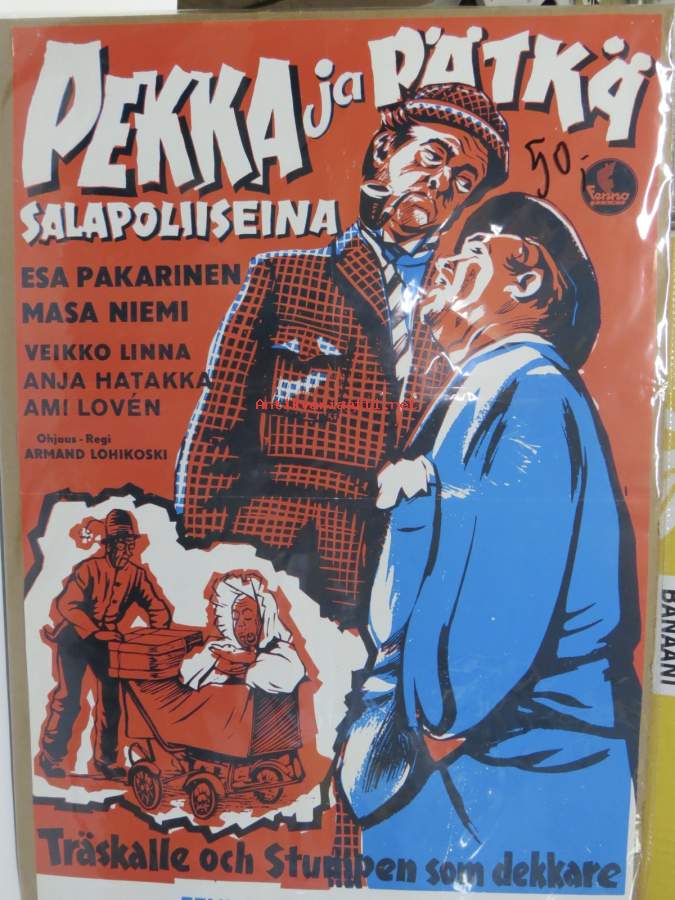 PEKKA ja PÄTKÄ
SALAPOLIISEINA
50,-
Fenno
ESA PAKARINEN
MASA NIEMI
VEIKKO LINNA
ANJA HATAKKA
AMI LOVÉN
Ohjaus - Regi
ARMAND LOHIKOSKI
Träskalle och Stumpen som dekkare
BANAANI